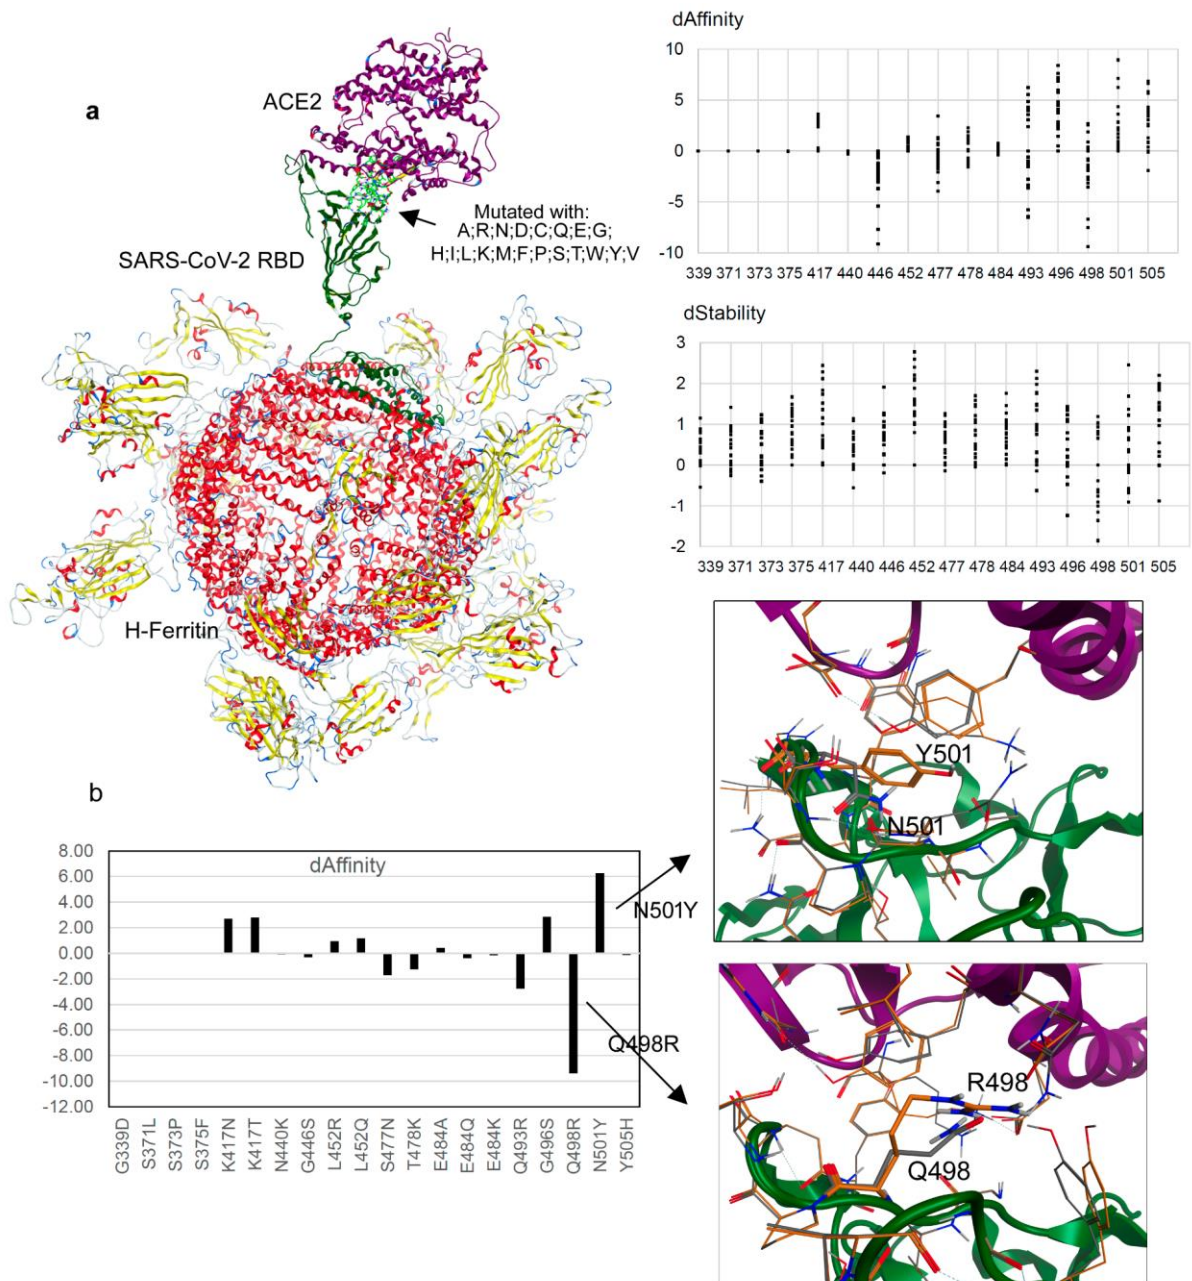 a
ACE2
Mutated with:
A;R;N;D;C;Q;E;G;
H;I;L;K;M;F;P;S;T;W;Y;V
SARS-CoV-2 RBD
H-Ferritin
dAffinity
10
5
0
-5
-10
339 371 373 375 417 440 446 452 477 478 484 493 496 498 501 505
dStability
3
2
1
0
-1
-2
339 371 373 375 417 440 446 452 477 478 484 493 496 498 501 505
Y501
N501
b
dAffinity
8.00
6.00
4.00
2.00
0.00
-2.00
-4.00
-6.00
-8.00
-10.00
-12.00
N501Y
Q498R
G339D
S371L
S373P
S375F
K417N
K417T
N440K
G446S
L452R
L452Q
S477N
T478K
E484A
E484Q
E484K
Q493R
G496S
Q498R
N501Y
Y505H
R498
Q498